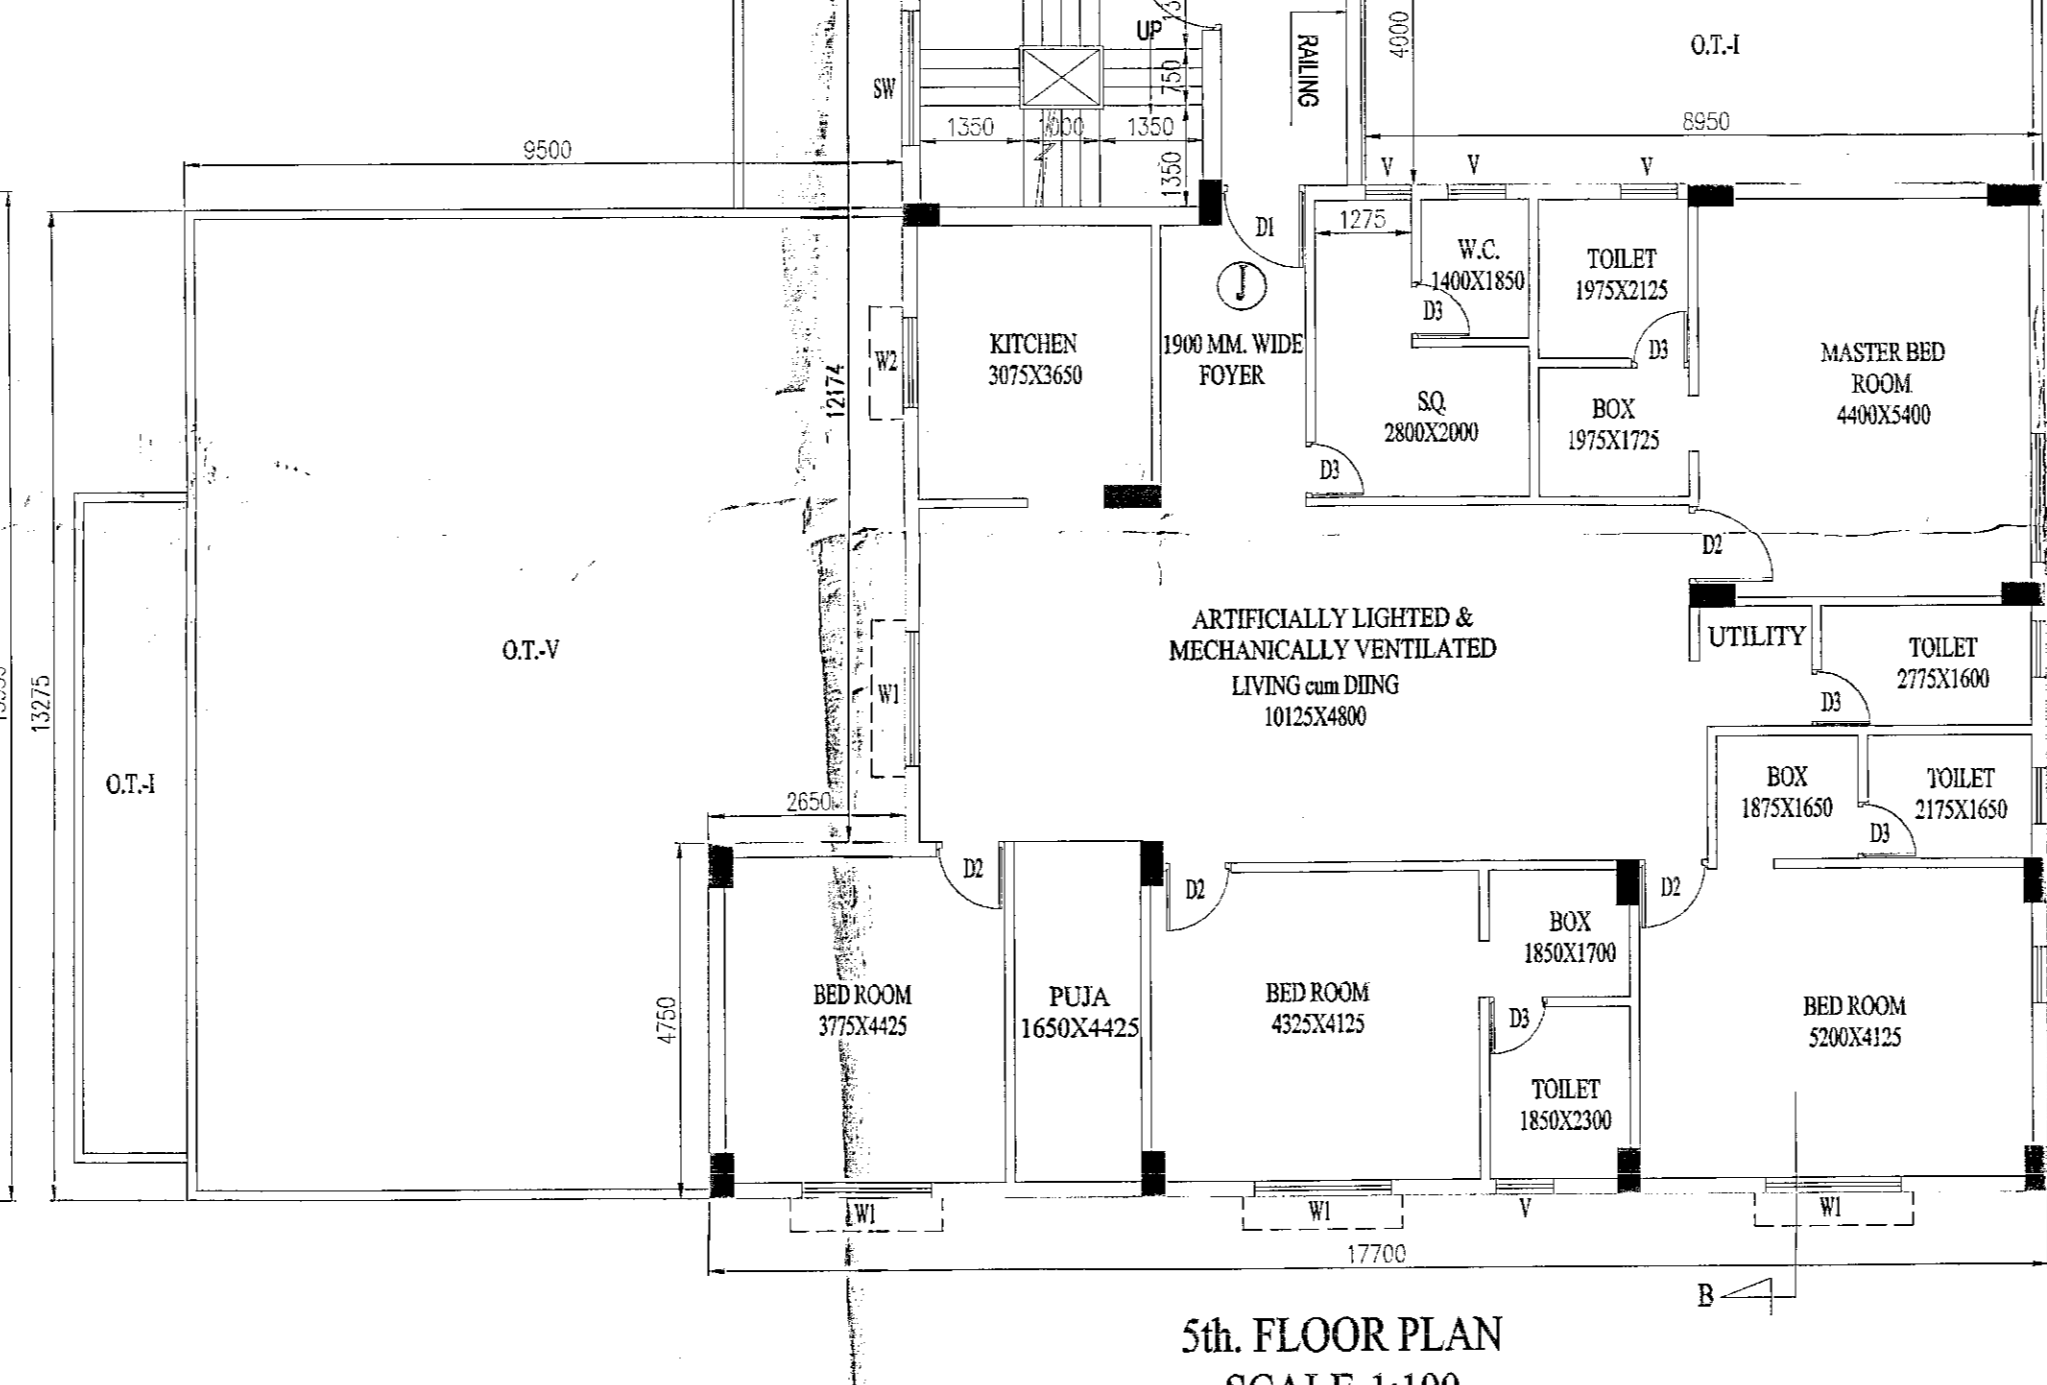 UP
RAILING
4000
O.T.-I
SW
750
1350
1000
1350
1350
8950
9500
V
V
V
D1
1275
W.C.
1400X1850
TOILET
1975X2125
J
D3
D3
KITCHEN
3075X3650
W2
12174
1900 MM. WIDE
FOYER
MASTER BED
ROOM
4400X5400
S.Q.
2800X2000
BOX
1975X1725
D3
D2
O.T.-V
ARTIFICIALLY LIGHTED &
MECHANICALLY VENTILATED
LIVING cum DIING
10125X4800
UTILITY
TOILET
2775X1600
W1
D3
13275
O.T.-I
BOX
1875X1650
TOILET
2175X1650
2650
D3
D2
D2
D2
BOX
1850X1700
4750
BED ROOM
3775X4425
PUJA
1650X4425
BED ROOM
4325X4125
D3
BED ROOM
5200X4125
TOILET
1850X2300
W1
W1
V
W1
17700
B
5th. FLOOR PLAN
SCALE 1:100